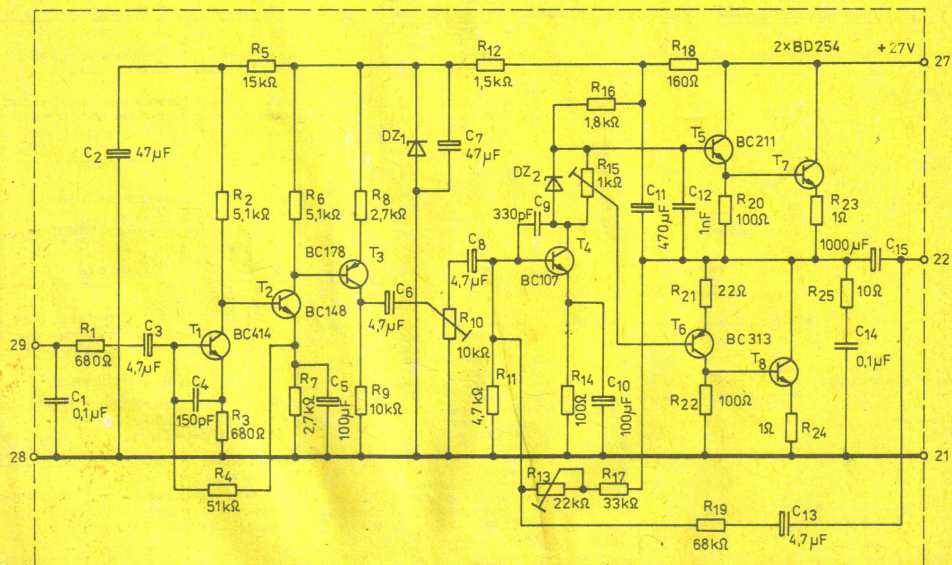 R5
15kΩ
R12
1,5kΩ
R18
160Ω
2×BD254
+27V
27
R16
1,8kΩ
C2
47µF
DZ1
C7
47µF
T5
BC211
DZ2
R15
1kΩ
T7
R2
5,1kΩ
R6
5,1kΩ
R8
2,7kΩ
C9
330pF
C11
470µF
C12
1nF
R20
100Ω
R23
1Ω
BC178
T3
C8
4,7µF
T4
BC107
1000µF
C15
22
T2
BC148
C6
4,7µF
R10
10kΩ
R21
22Ω
R25
10Ω
29
R1
680Ω
C3
4,7µF
T1
BC414
T6
BC313
C14
0,1µF
T8
C1
0,1µF
C4
150pF
R3
680Ω
R7
2,7kΩ
C5
100µF
R9
10kΩ
R11
4,7kΩ
R14
100Ω
C10
100µF
R22
100Ω
1Ω
R24
28
21
R4
51kΩ
R13
22kΩ
R17
33kΩ
R19
68kΩ
C13
4,7µF